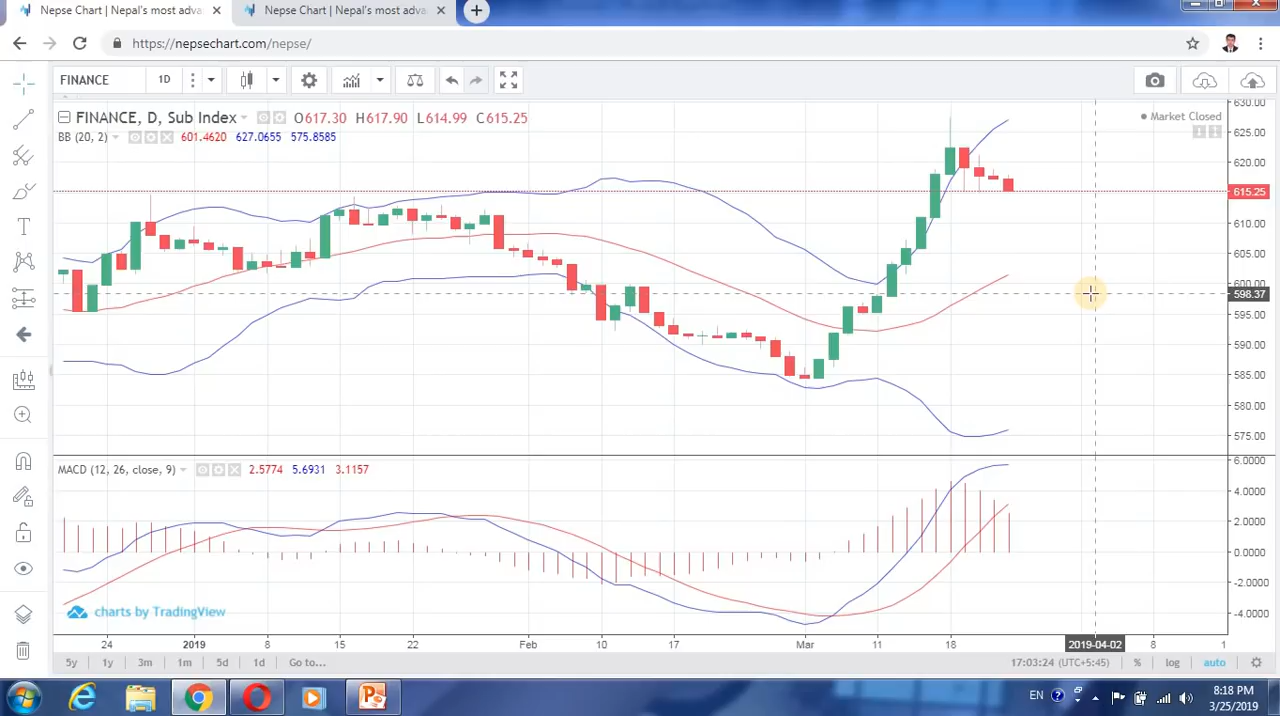 Nepse Chart | Nepal's most adva
Nepse Chart | Nepal's most adva
https://nepsechart.com/nepse/
FINANCE 1D
FINANCE, D, Sub Index O617.30 H617.90 L614.99 C615.25
Market Closed
BB (20, 2) 601.4620 627.0655 575.8585
630.00
625.00
620.00
615.25
610.00
605.00
600.00
598.37
595.00
590.00
585.00
580.00
575.00
MACD (12, 26, close, 9) 2.5774 5.6931 3.1157
6.0000
4.0000
2.0000
0.0000
-2.0000
-4.0000
charts by TradingView
24 2019 8 15 22 Feb 10 17 Mar 11 18 2019-04-02 8 1
5y 1y 3m 1m 5d 1d Go to... 17:03:24 (UTC+5:45) % log auto
EN
8:18 PM
3/25/2019